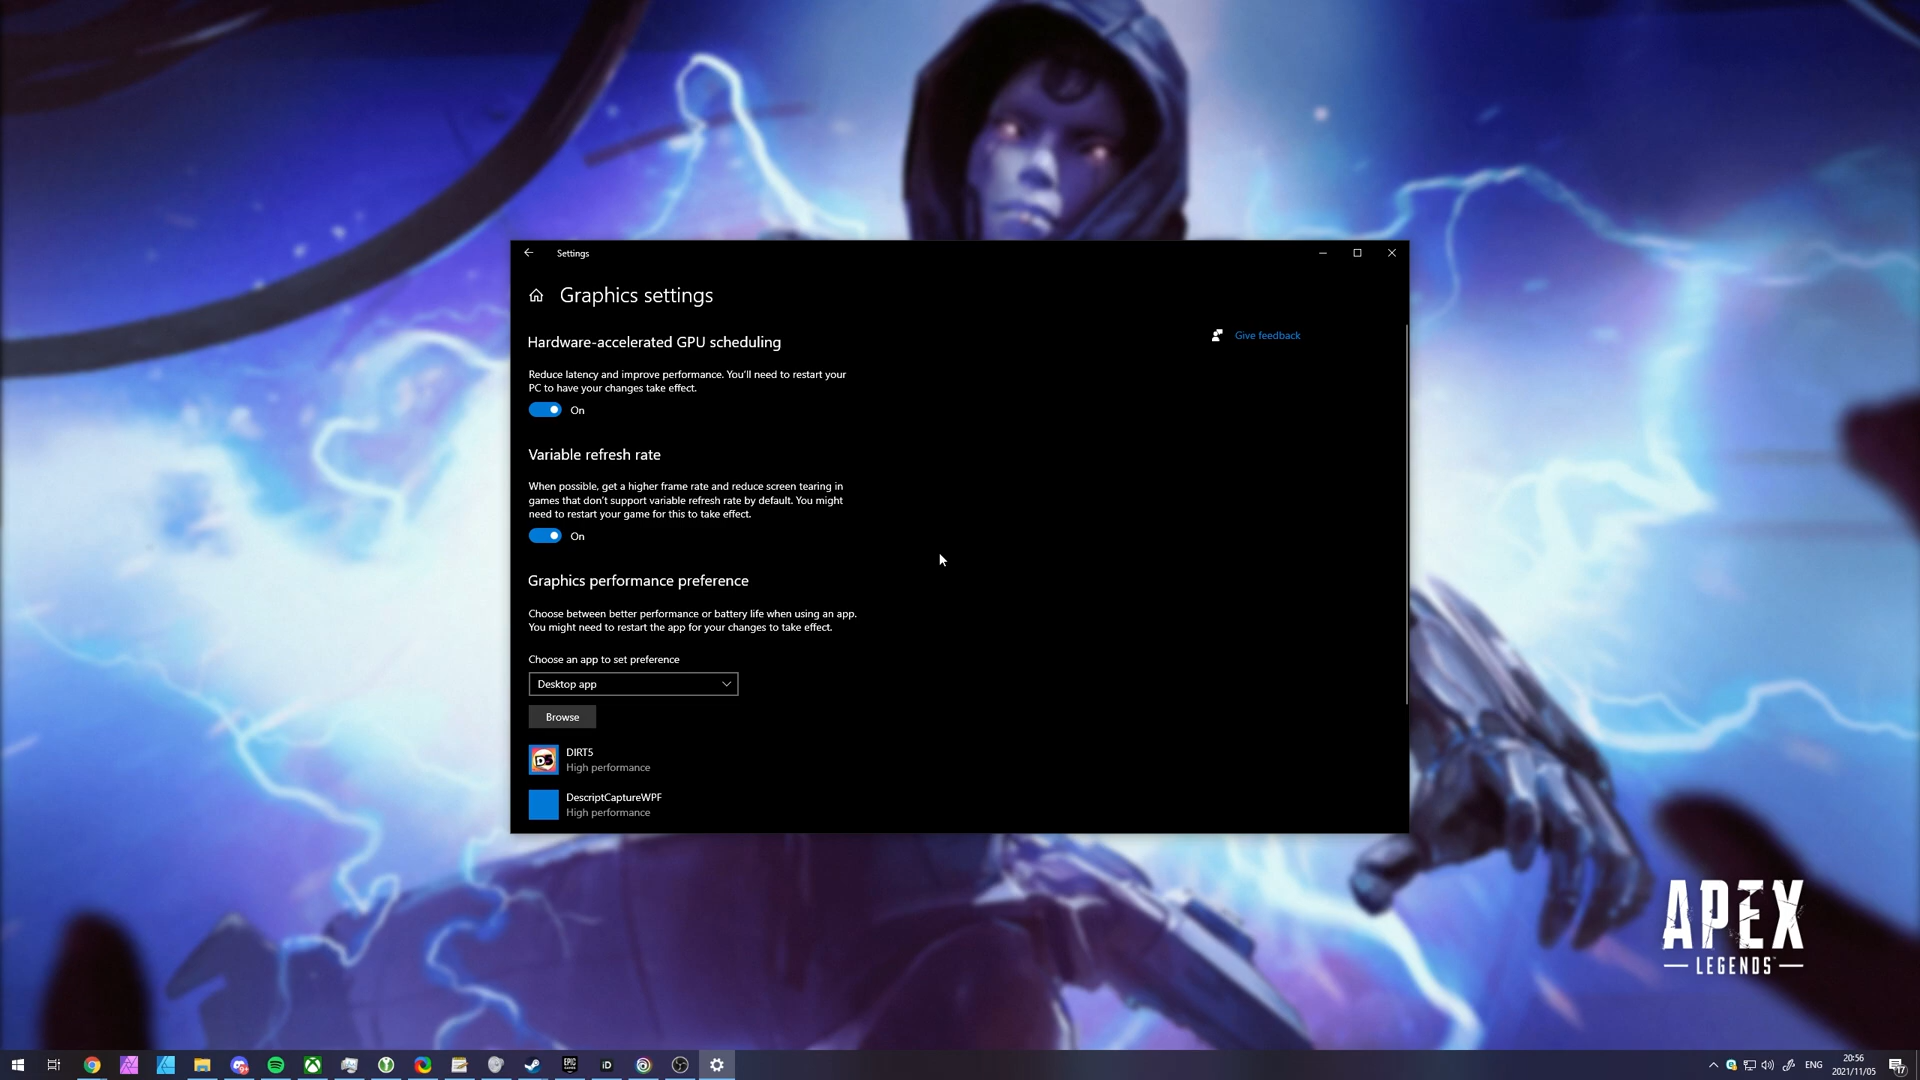 Settings
Graphics settings
Hardware-accelerated GPU scheduling
Give feedback
Reduce latency and improve performance. You'll need to restart your
PC to have your changes take effect.
On
Variable refresh rate
When possible, get a higher frame rate and reduce screen tearing in
games that don't support variable refresh rate by default. You might
need to restart your game for this to take effect.
On
Graphics performance preference
Choose between better performance or battery life when using an app.
You might need to restart the app for your changes to take effect.
Choose an app to set preference
Desktop app
Browse
D5
DIRT5
High performance
DescriptCaptureWPF
High performance
APEX
LEGENDS
EPIC
GAMES
iD
ENG
20:56
2021/11/05
17